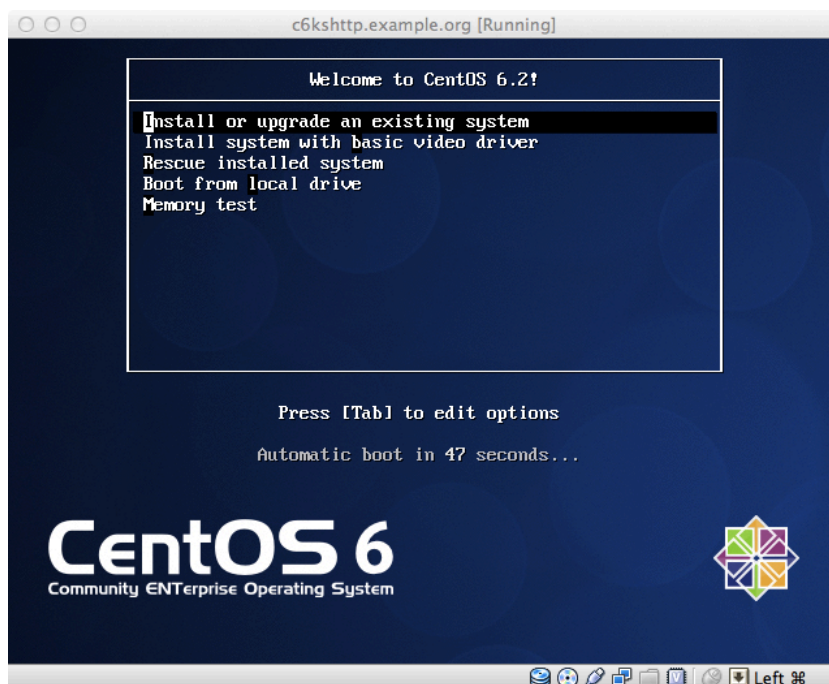 c6kshttp.example.org [Running]
Welcome to CentOS 6.2!
Install or upgrade an existing system
Install system with basic video driver
Rescue installed system
Boot from local drive
Memory test
Press [Tab] to edit options
Automatic boot in 47 seconds...
CentOS 6
Community ENTerprise Operating System
Left ⌘